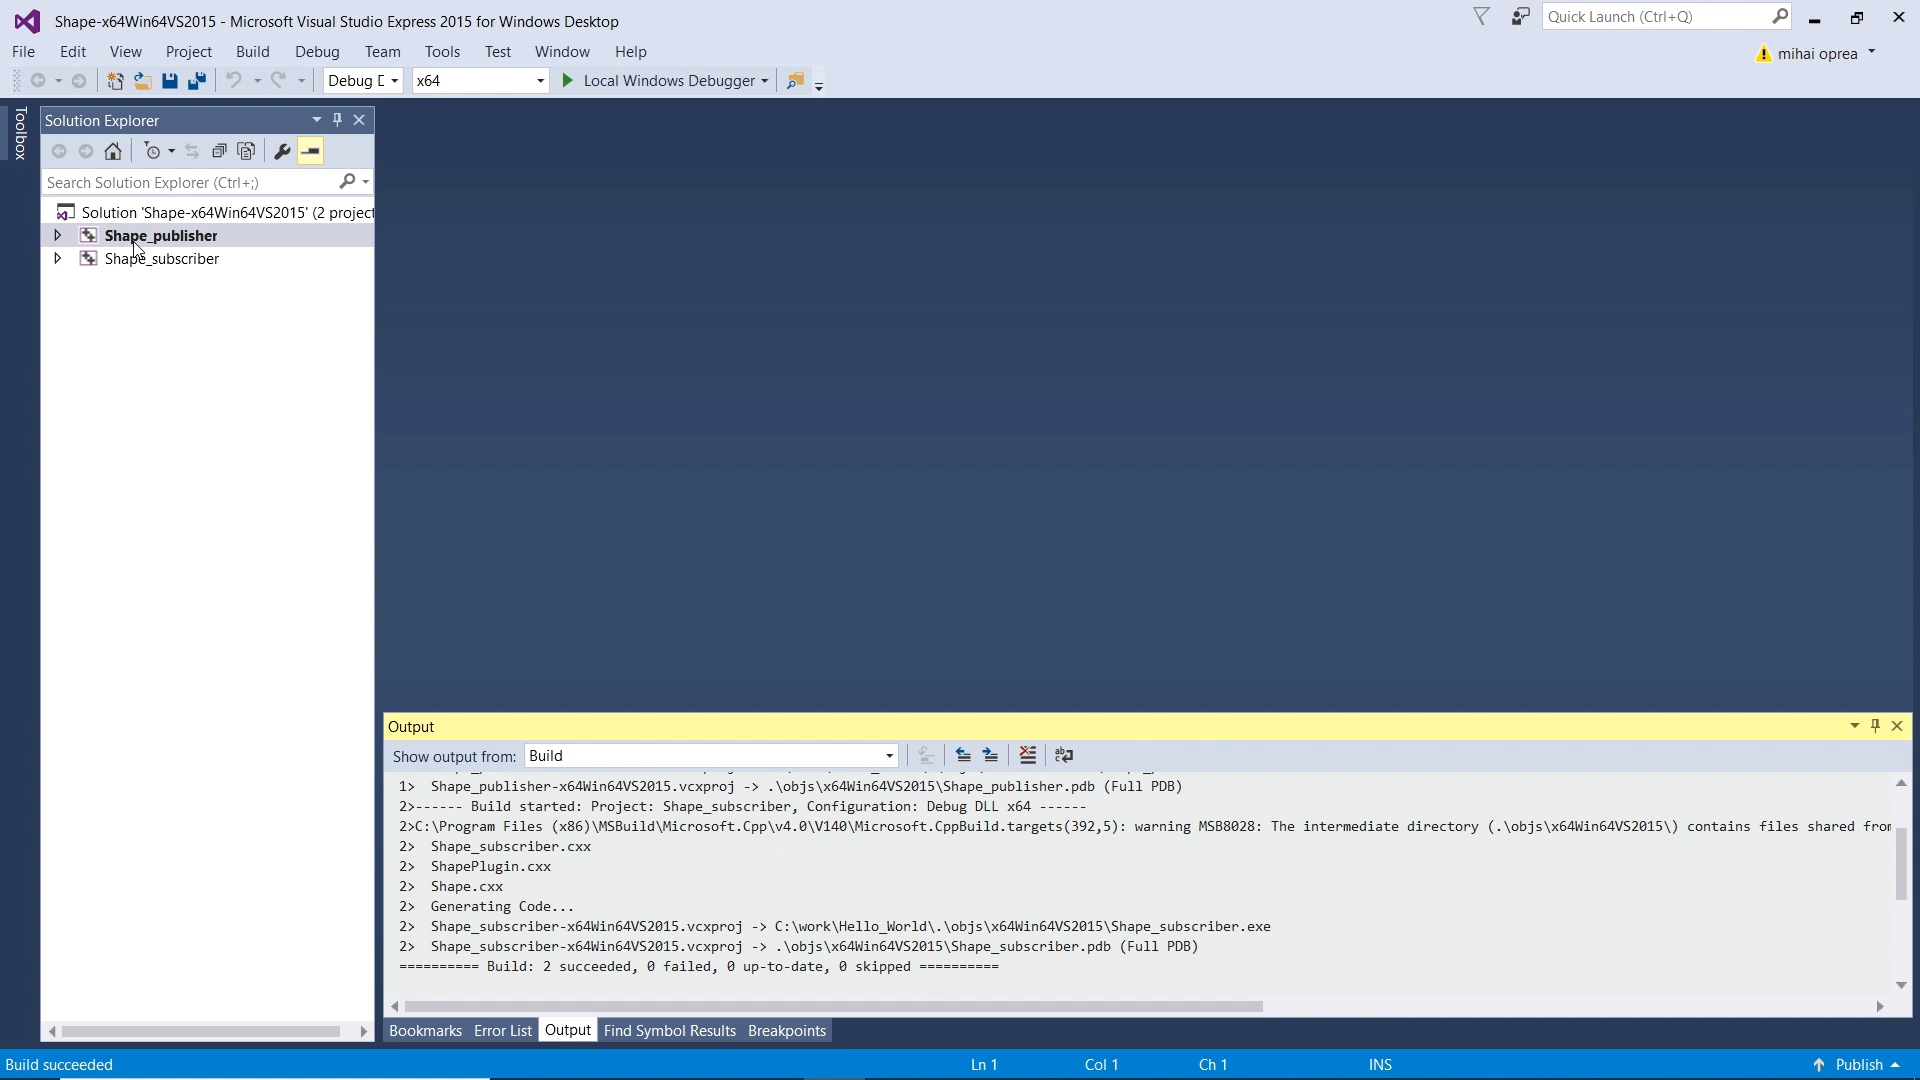 Shape-x64Win64VS2015 - Microsoft Visual Studio Express 2015 for Windows Desktop
Quick Launch (Ctrl+Q)
File Edit View Project Build Debug Team Tools Test Window Help
mihai oprea
Debug D x64 Local Windows Debugger
Toolbox
Solution Explorer
Search Solution Explorer (Ctrl+;)
Solution 'Shape-x64Win64VS2015' (2 project
Shape_publisher
Shape_subscriber
Output
Show output from: Build
1> Shape_publisher-x64Win64VS2015.vcxproj -> .\objs\x64Win64VS2015\Shape_publisher.pdb (Full PDB)
2>------ Build started: Project: Shape_subscriber, Configuration: Debug DLL x64 ------
2>C:\Program Files (x86)\MSBuild\Microsoft.Cpp\v4.0\V140\Microsoft.CppBuild.targets(392,5): warning MSB8028: The intermediate directory (.\objs\x64Win64VS2015\) contains files shared from
2> Shape_subscriber.cxx
2> ShapePlugin.cxx
2> Shape.cxx
2> Generating Code...
2> Shape_subscriber-x64Win64VS2015.vcxproj -> C:\work\Hello_World\.\objs\x64Win64VS2015\Shape_subscriber.exe
2> Shape_subscriber-x64Win64VS2015.vcxproj -> .\objs\x64Win64VS2015\Shape_subscriber.pdb (Full PDB)
========== Build: 2 succeeded, 0 failed, 0 up-to-date, 0 skipped ==========
Bookmarks Error List Output Find Symbol Results Breakpoints
Build succeeded Ln 1 Col 1 Ch 1 INS Publish